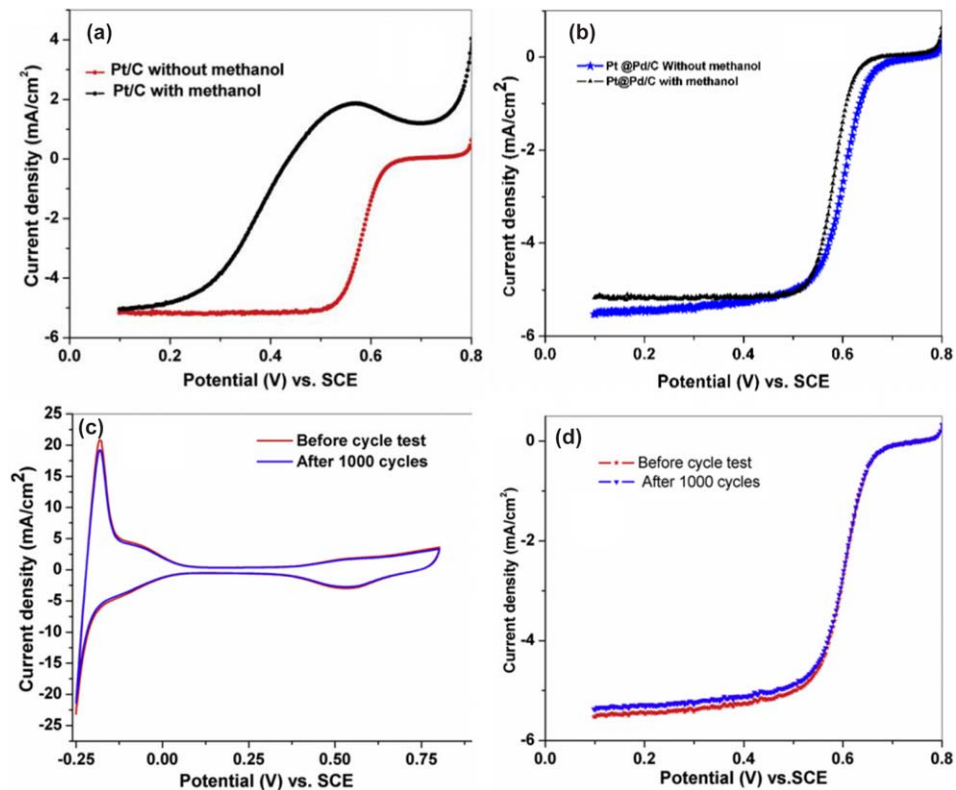 (a)
Pt/C without methanol
Pt/C with methanol
Current density (mA/cm²)
4
2
0
-2
-4
-6
0.0 0.2 0.4 0.6 0.8
Potential (V) vs. SCE
(b)
Pt @Pd/C Without methanol
Pt@Pd/C with methanol
Current density (mA/cm²)
0
-2
-4
-6
0.0 0.2 0.4 0.6 0.8
Potential (V) vs. SCE
(c)
Before cycle test
After 1000 cycles
Current density (mA/cm²)
25
20
15
10
5
0
-5
-10
-15
-20
-25
-0.25 0.00 0.25 0.50 0.75
Potential (V) vs. SCE
(d)
Before cycle test
After 1000 cycles
Current density (mA/cm²)
0
-2
-4
-6
0.0 0.2 0.4 0.6 0.8
Potential (V) vs.SCE